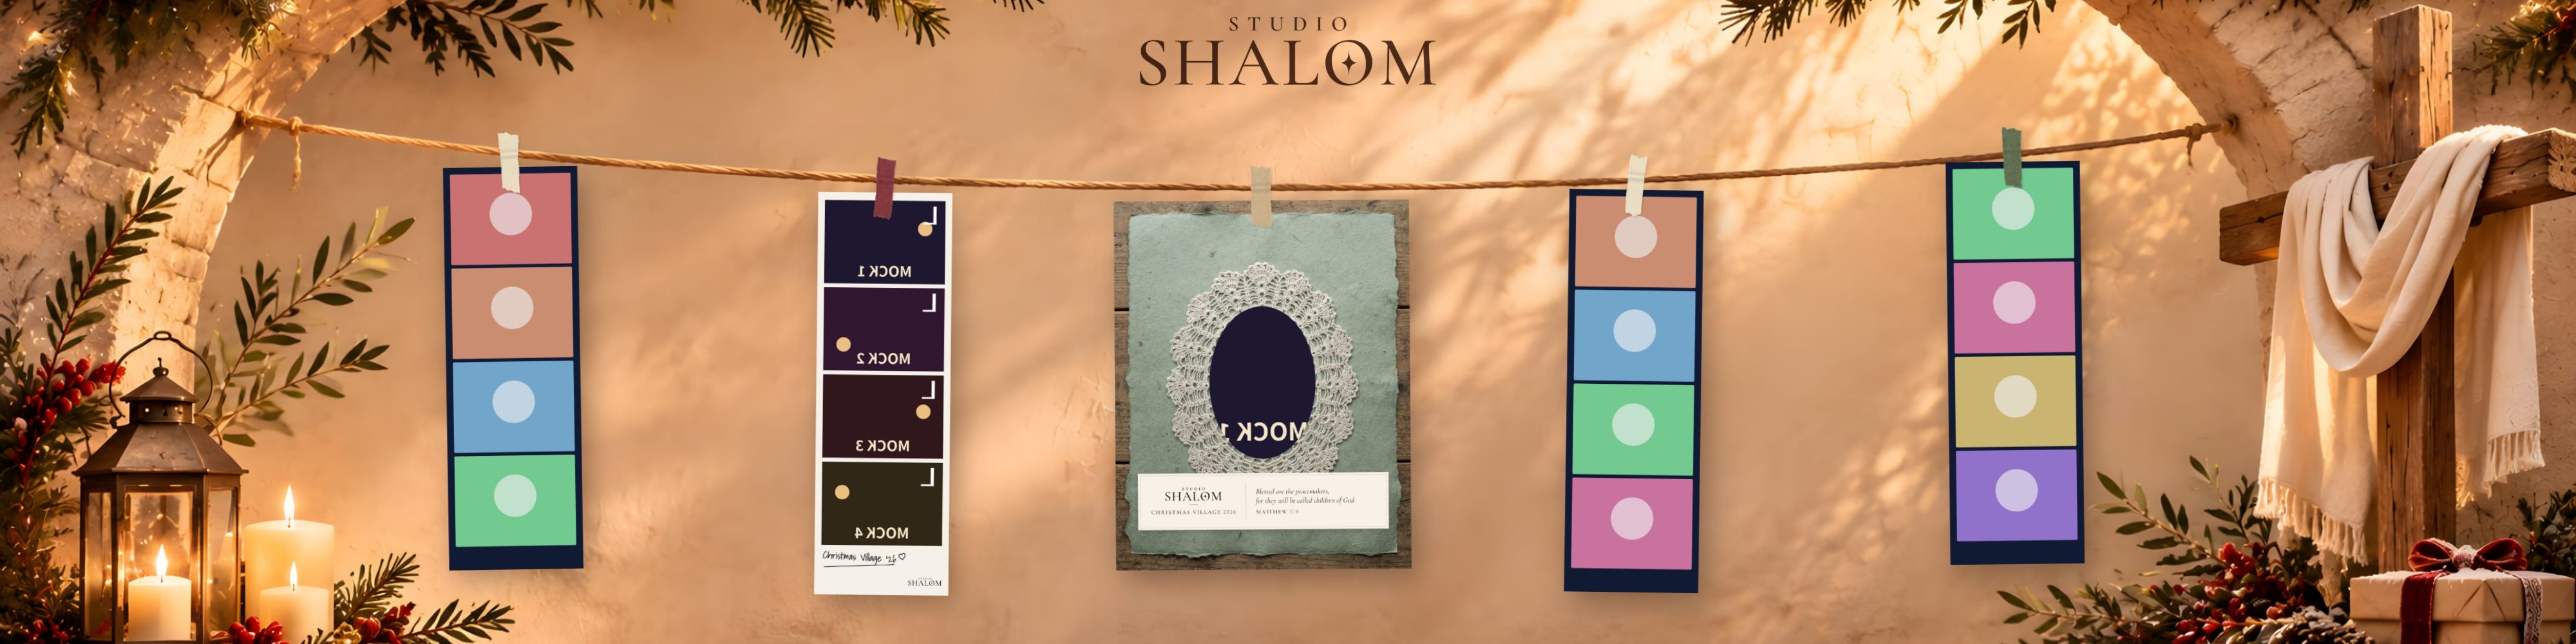 STUDIO
SHALOM
MOCK 1
MOCK 2
MOCK 3
MOCK 4
Christmas Village '26 ♡
STUDIO
SHALOM
MOCK 1
STUDIO
SHALOM
CHRISTMAS VILLAGE 2026
Blessed are the peacemakers,
for they will be called children of God.
MATTHEW 5:9